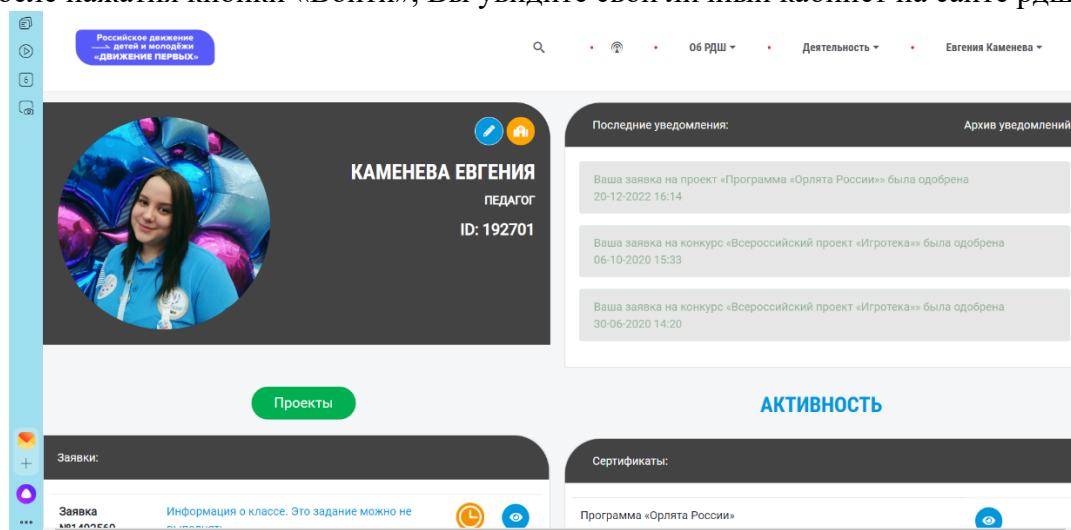 осле нажатия кнопки «Войти», Вы увидите свой личный кабинет на сайте рдш
Российское движение
детей и молодёжи
«ДВИЖЕНИЕ ПЕРВЫХ»
Об РДШ
Деятельность
Евгения Каменева
6
КАМЕНЕВА ЕВГЕНИЯ
ПЕДАГОГ
ID: 192701
Последние уведомления:
Архив уведомлений
Ваша заявка на проект «Программа «Орлята России»» была одобрена
20-12-2022 16:14
Ваша заявка на конкурс «Всероссийский проект «Игротека»» была одобрена
06-10-2020 15:33
Ваша заявка на конкурс «Всероссийский проект «Игротека»» была одобрена
30-06-2020 14:20
Проекты
АКТИВНОСТЬ
Заявки:
Сертификаты:
Заявка
№1492560
Информация о классе. Это задание можно не
выполнять
Программа «Орлята России»